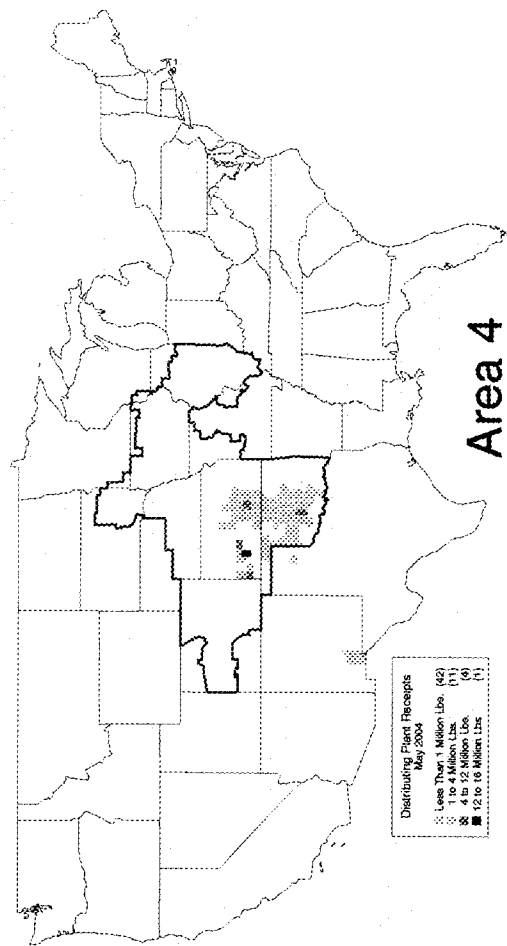 Distributing Plant Receipts
May 2004
Less Than 1 Million Lbs. (42)
1 to 4 Million Lbs. (11)
4 to 12 Million Lbs. (4)
12 to 16 Million Lbs (1)
Area 4